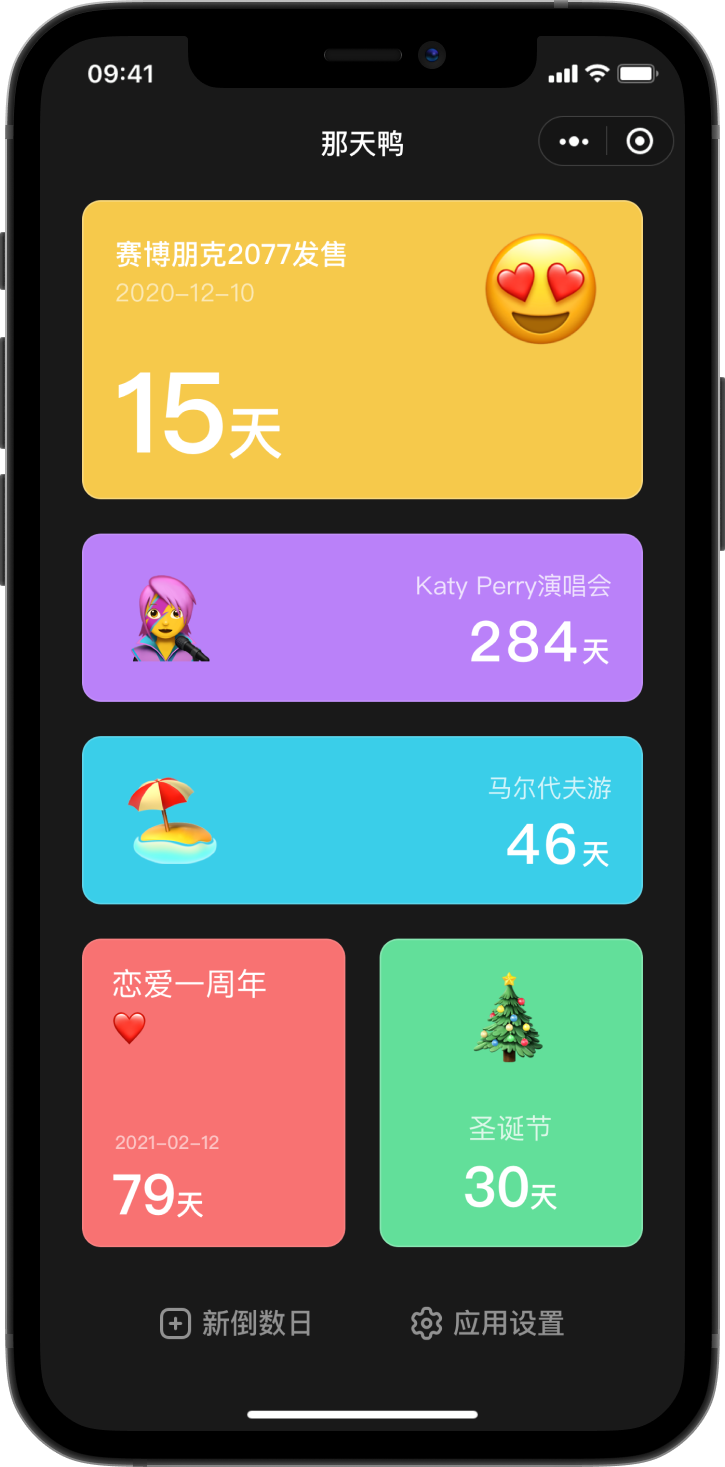 09:41
那天鸭
赛博朋克2077发售
2020-12-10
15天
Katy Perry演唱会
284天
马尔代夫游
46天
恋爱一周年
2021-02-12
79天
圣诞节
30天
新倒数日
应用设置